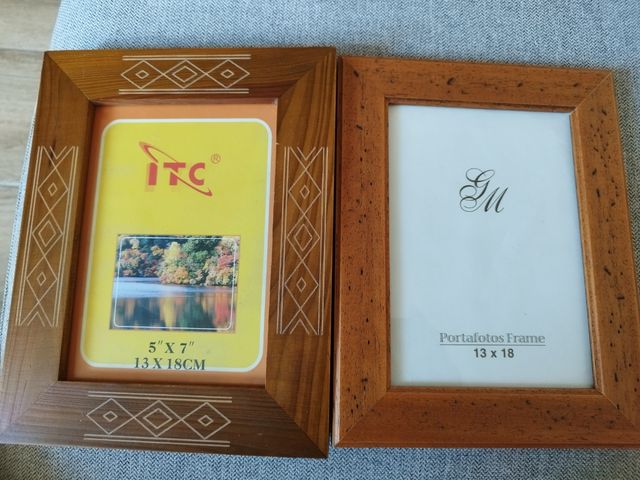 ITC®
5" X 7"
13 X 18CM
GM
Portafotos Frame
13 x 18